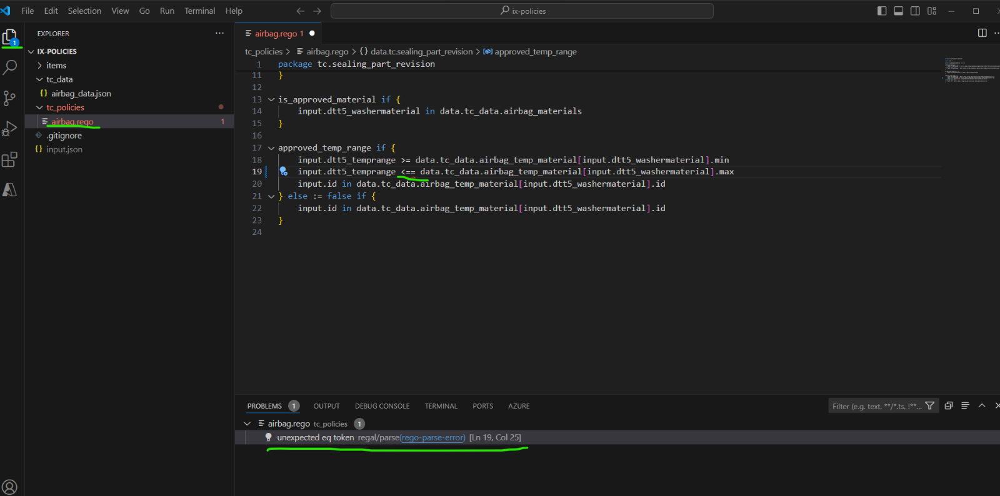 File Edit Selection View Go Run Terminal Help
ix-policies
EXPLORER
1
IX-POLICIES
items
tc_data
airbag_data.json
tc_policies
airbag.rego 1
.gitignore
input.json
airbag.rego 1
tc_policies > airbag.rego > {} data.tc.sealing_part_revision > approved_temp_range
1 package tc.sealing_part_revision
11 }
12
13 is_approved_material if {
14 input.dtt5_washermaterial in data.tc_data.airbag_materials
15 }
16
17 approved_temp_range if {
18 input.dtt5_temprange >= data.tc_data.airbag_temp_material[input.dtt5_washermaterial].min
19 input.dtt5_temprange <== data.tc_data.airbag_temp_material[input.dtt5_washermaterial].max
20 input.id in data.tc_data.airbag_temp_material[input.dtt5_washermaterial].id
21 } else := false if {
22 input.id in data.tc_data.airbag_temp_material[input.dtt5_washermaterial].id
23 }
24
PROBLEMS 1 OUTPUT DEBUG CONSOLE TERMINAL PORTS AZURE
Filter (e.g. text, **/*.ts, !**...
airbag.rego tc_policies 1
unexpected eq token regal/parse(rego-parse-error) [Ln 19, Col 25]